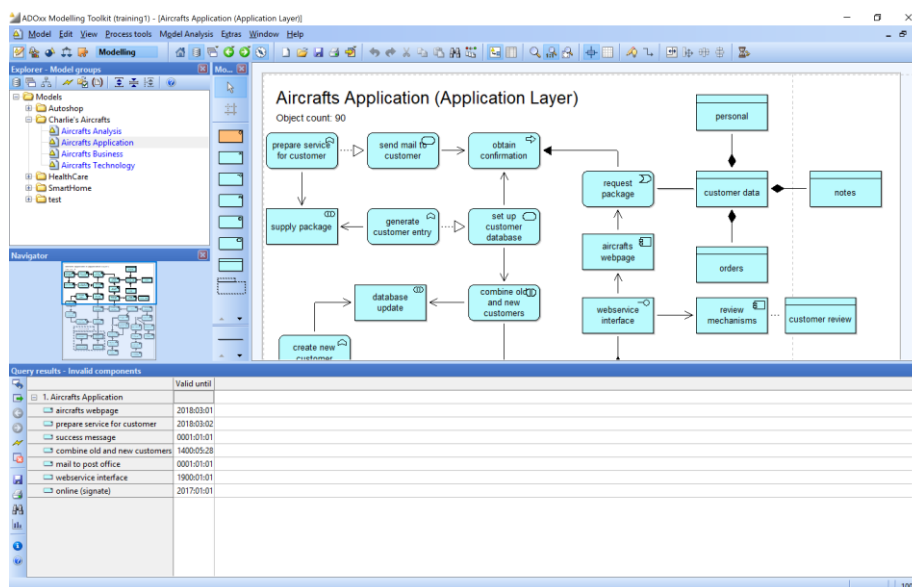 ADOxx Modelling Toolkit (training1) - [Aircrafts Application (Application Layer)]
Model Edit View Process tools Model Analysis Extras Window Help
Modelling
Explorer - Model groups
Mo...
Models
Autoshop
Charlie's Aircrafts
Aircrafts Analysis
Aircrafts Application
Aircrafts Business
Aircrafts Technology
HealthCare
SmartHome
test
Navigator
Aircrafts Application (Application Layer)
Object count: 90
prepare service
for customer
send mail to
customer
obtain
confirmation
personal
request
package
customer data
notes
supply package
generate
customer entry
set up
customer
database
aircrafts
webpage
orders
database
update
combine old
and new
customers
webservice
interface
review
mechanisms
customer review
create new
customer
Query results - Invalid components
Valid until
1. Aircrafts Application
aircrafts webpage 2018:03:01
prepare service for customer 2018:03:02
success message 0001:01:01
combine old and new customers 1400:05:28
mail to post office 0001:01:01
webservice interface 1900:01:01
online (signate) 2017:01:01